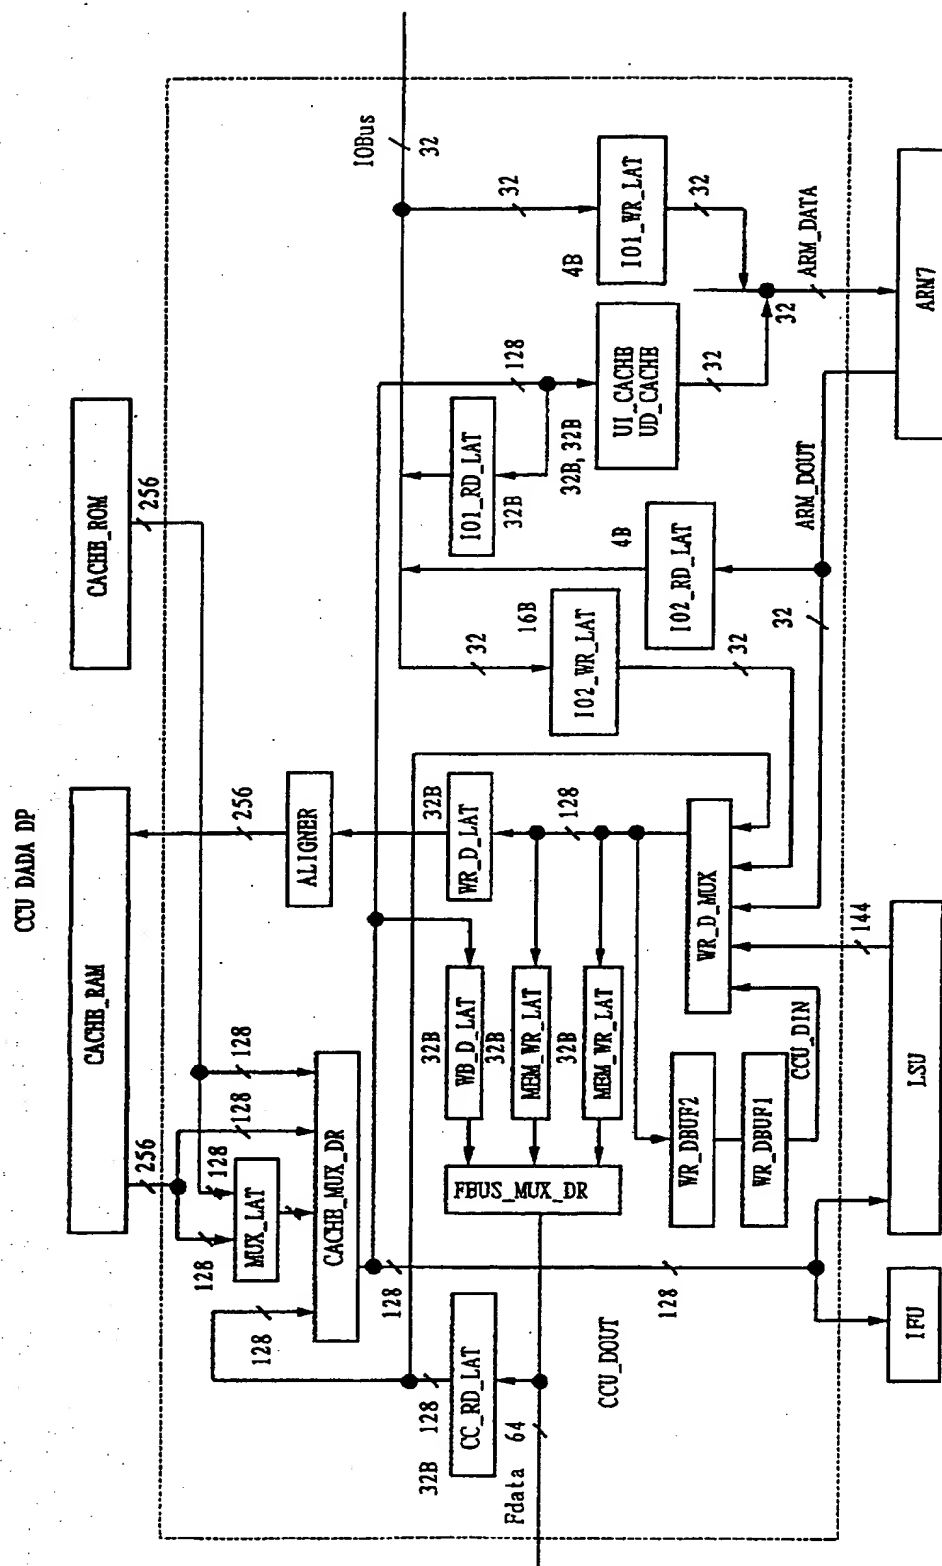 CCU DADA DP
CACHE_RAM
CACHE_ROM
256
256
128
128
128
128
MUX_LAT
256
128
CACHE_MUX_DR
ALIGNER
IOBus
32
128
32B
CC_RD_LAT
128
32B
WB_D_LAT
32B
WR_D_LAT
32B
IO1_RD_LAT
32B
Fdata
64
FBUS_MUX_DR
32B
MEM_WR_LAT
128
32
16B
32B, 32B
128
32
4B
32B
MEM_WR_LAT
IO2_WR_LAT
UI_CACHE
UD_CACHE
IO1_WR_LAT
CCU_DOUT
128
WR_DBUF2
WR_D_MUX
4B
IO2_RD_LAT
32
32
32
WR_DBUF1
CCU_DIN
32
32
ARM_DOUT
ARM_DATA
144
IFU
LSU
ARM7